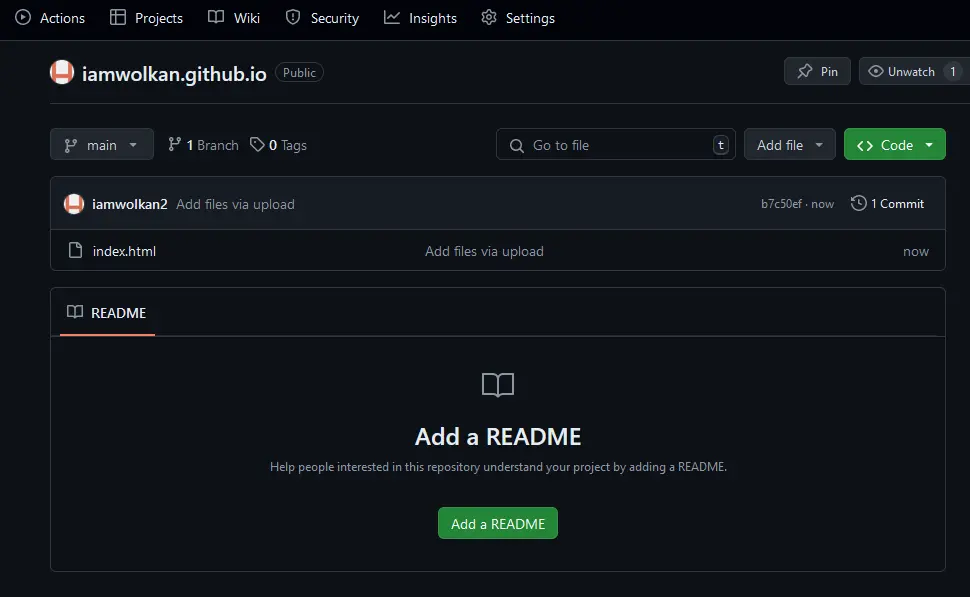 Actions Projects Wiki Security Insights Settings
iamwolkan.github.io Public Pin Unwatch 1
main 1 Branch 0 Tags Go to file t Add file Code
iamwolkan2 Add files via upload b7c50ef · now 1 Commit
index.html Add files via upload now
README
Add a README
Help people interested in this repository understand your project by adding a README.
Add a README